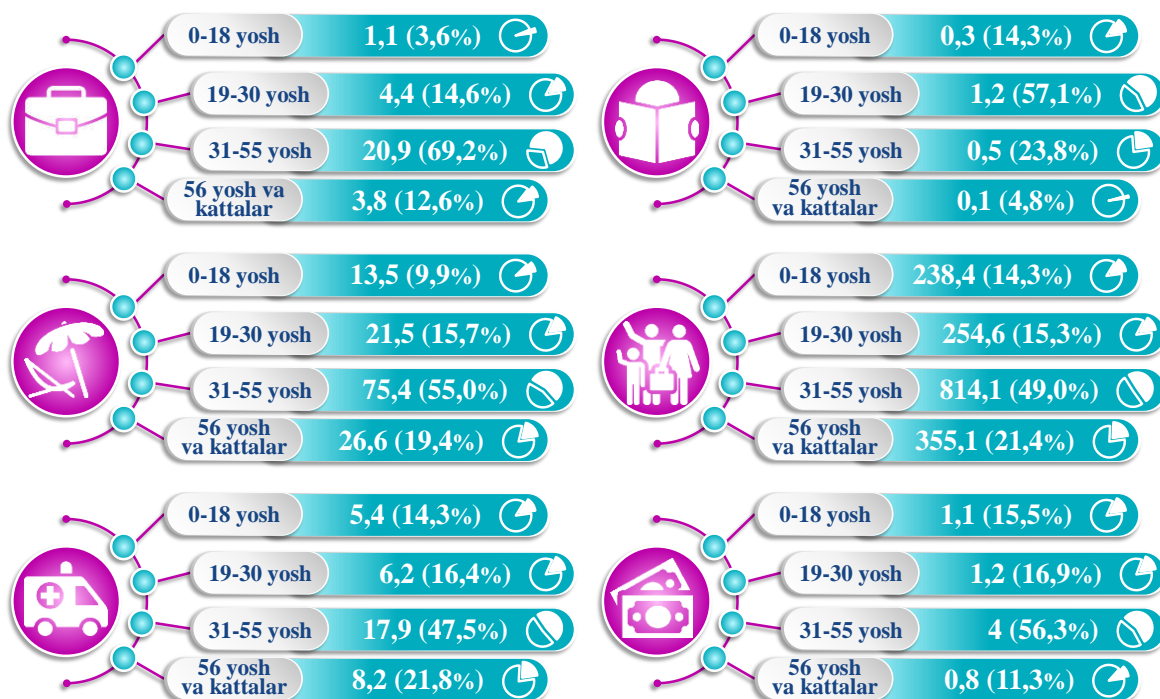 0-18 yosh 1,1 (3,6%)
19-30 yosh 4,4 (14,6%)
31-55 yosh 20,9 (69,2%)
56 yosh va
kattalar 3,8 (12,6%)
0-18 yosh 0,3 (14,3%)
19-30 yosh 1,2 (57,1%)
31-55 yosh 0,5 (23,8%)
56 yosh
va kattalar 0,1 (4,8%)
0-18 yosh 13,5 (9,9%)
19-30 yosh 21,5 (15,7%)
31-55 yosh 75,4 (55,0%)
56 yosh
va kattalar 26,6 (19,4%)
0-18 yosh 238,4 (14,3%)
19-30 yosh 254,6 (15,3%)
31-55 yosh 814,1 (49,0%)
56 yosh
va kattalar 355,1 (21,4%)
0-18 yosh 5,4 (14,3%)
19-30 yosh 6,2 (16,4%)
31-55 yosh 17,9 (47,5%)
56 yosh
va kattalar 8,2 (21,8%)
0-18 yosh 1,1 (15,5%)
19-30 yosh 1,2 (16,9%)
31-55 yosh 4 (56,3%)
56 yosh
va kattalar 0,8 (11,3%)